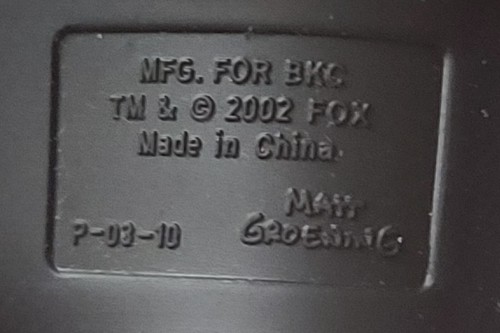 MFG. FOR BKC
TM & © 2002 FOX
Made in China.
P-03-10
MATT
GROENING